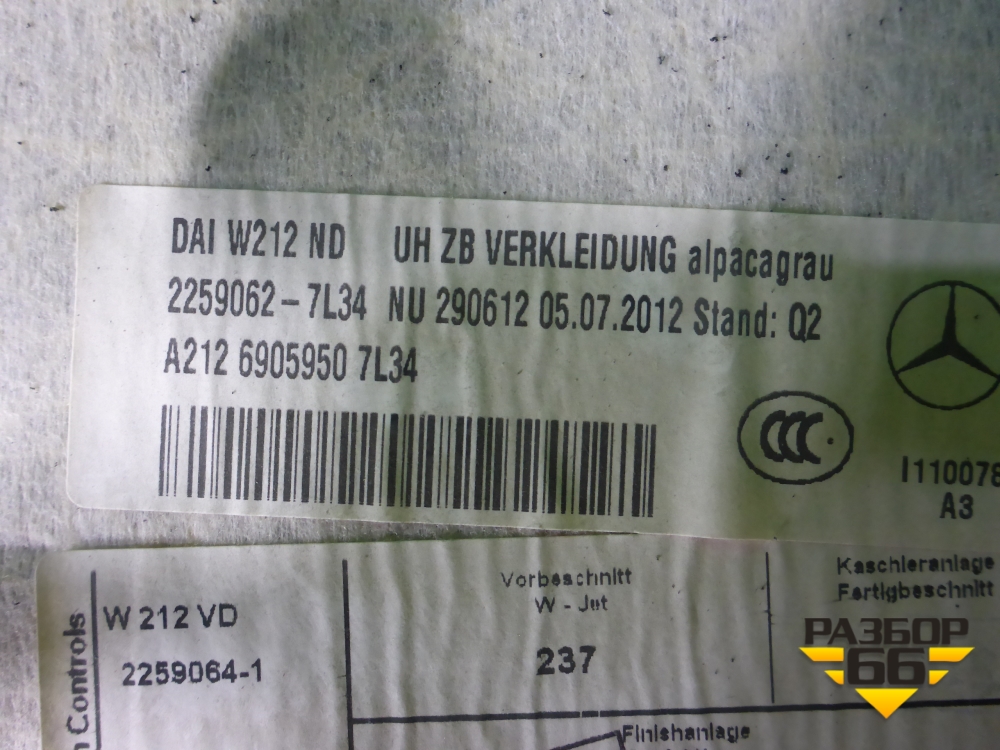 DAI W212 ND UH ZB VERKLEIDUNG alpacagrau
2259062-7L34 NU 290612 05.07.2012 Stand: Q2
A212 6905950 7L34
CCC
I110078
A3
Controls
W 212 VD
2259064-1
Vorbeschnitt
W - Jet
237
Kaschieranlage
Fertigbeschnitt
Finishanlage
РАЗБОР
66